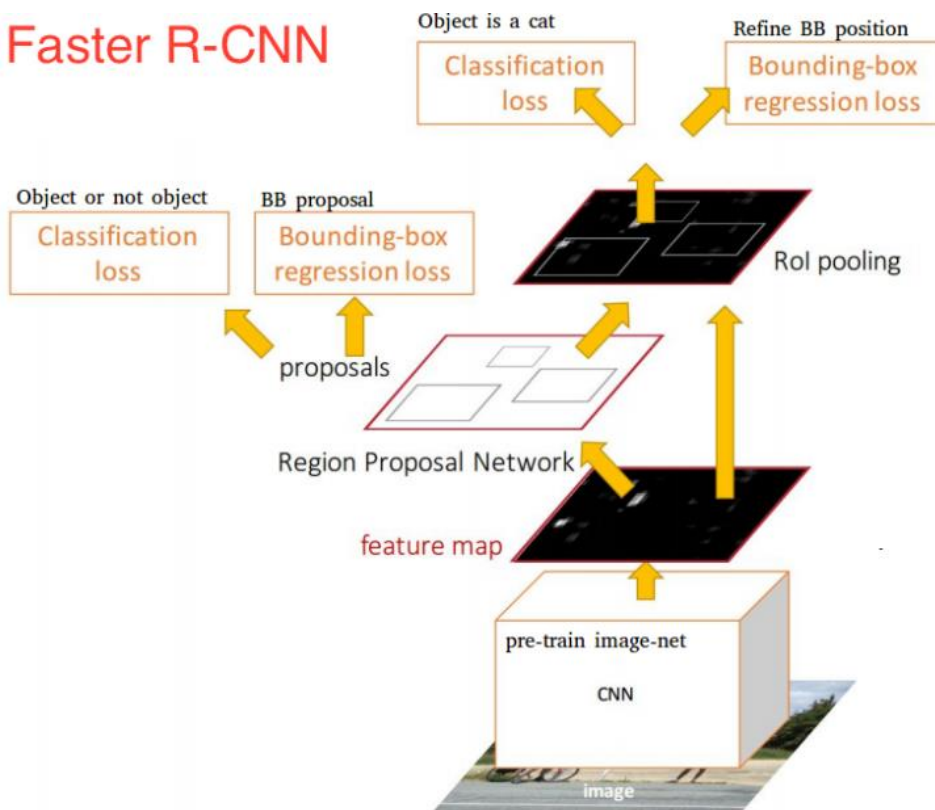 Faster R-CNN
Object is a cat
Classification
loss
Refine BB position
Bounding-box
regression loss
Object or not object
Classification
loss
BB proposal
Bounding-box
regression loss
RoI pooling
proposals
Region Proposal Network
feature map
pre-train image-net
CNN
image